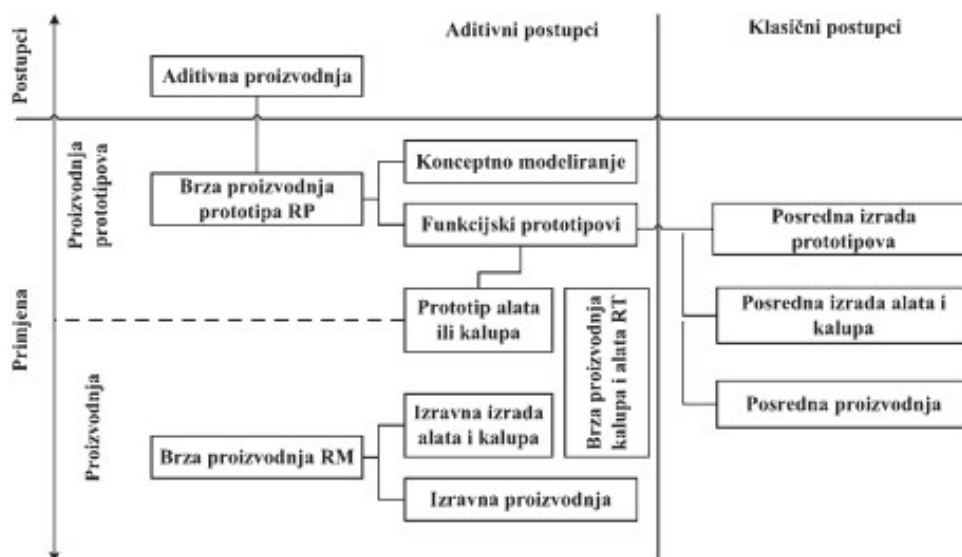 Aditivni postupci
Klasični postupci
Postupci
Aditivna proizvodnja
Primjena
Proizvodnja
prototipova
Brza proizvodnja
prototipa RP
Konceptno modeliranje
Funkcijski prototipovi
Posredna izrada
prototipova
Prototip alata
ili kalupa
Brza proizvodnja
kalupa i alata RT
Posredna izrada alata i
kalupa
Proizvodnja
Brza proizvodnja RM
Izravna izrada
alata i kalupa
Posredna proizvodnja
Izravna proizvodnja